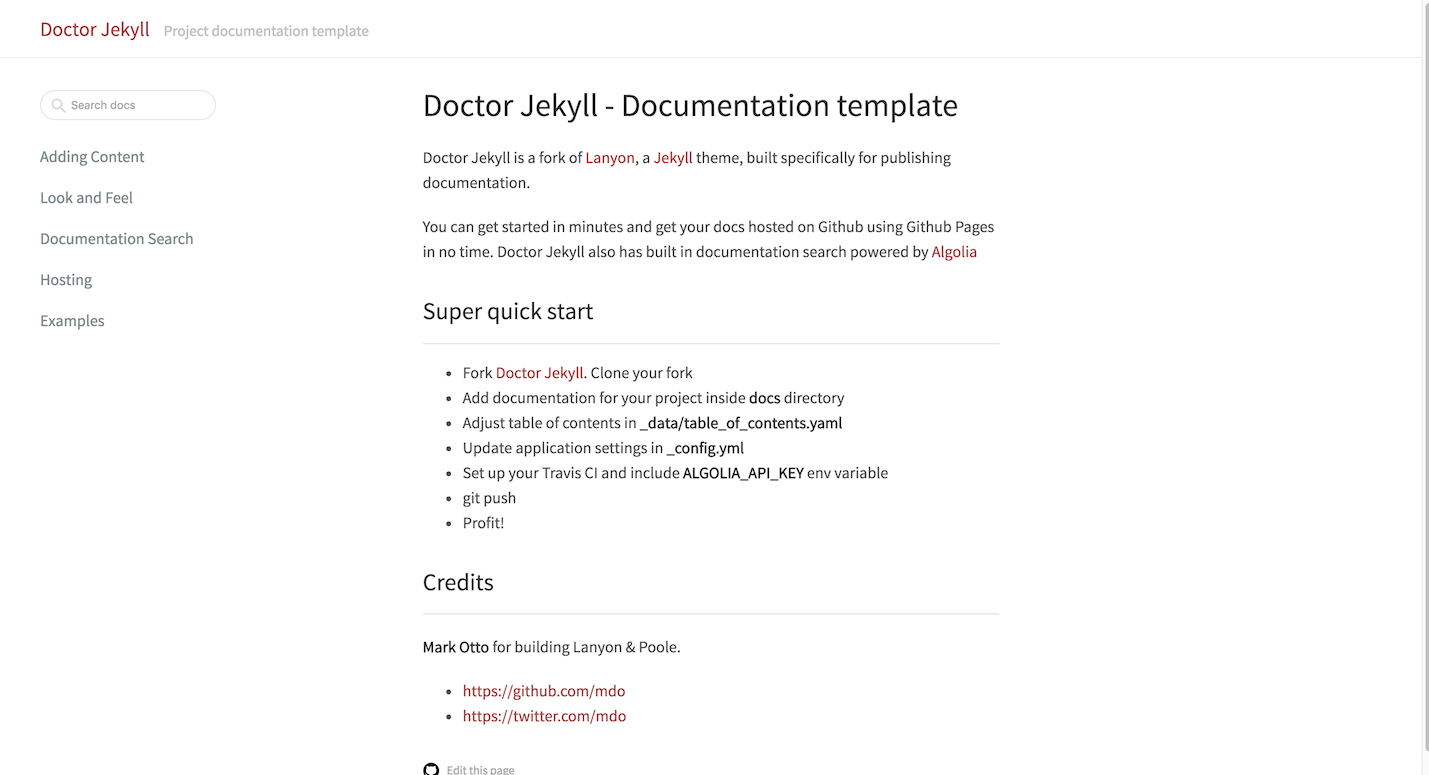 Doctor Jekyll Project documentation template
Search docs
Adding Content
Look and Feel
Documentation Search
Hosting
Examples
Doctor Jekyll - Documentation template
Doctor Jekyll is a fork of Lanyon, a Jekyll theme, built specifically for publishing
documentation.
You can get started in minutes and get your docs hosted on Github using Github Pages
in no time. Doctor Jekyll also has built in documentation search powered by Algolia
Super quick start
Fork Doctor Jekyll. Clone your fork
Add documentation for your project inside docs directory
Adjust table of contents in _data/table_of_contents.yaml
Update application settings in _config.yml
Set up your Travis CI and include ALGOLIA_API_KEY env variable
git push
Profit!
Credits
Mark Otto for building Lanyon & Poole.
https://github.com/mdo
https://twitter.com/mdo
Edit this page